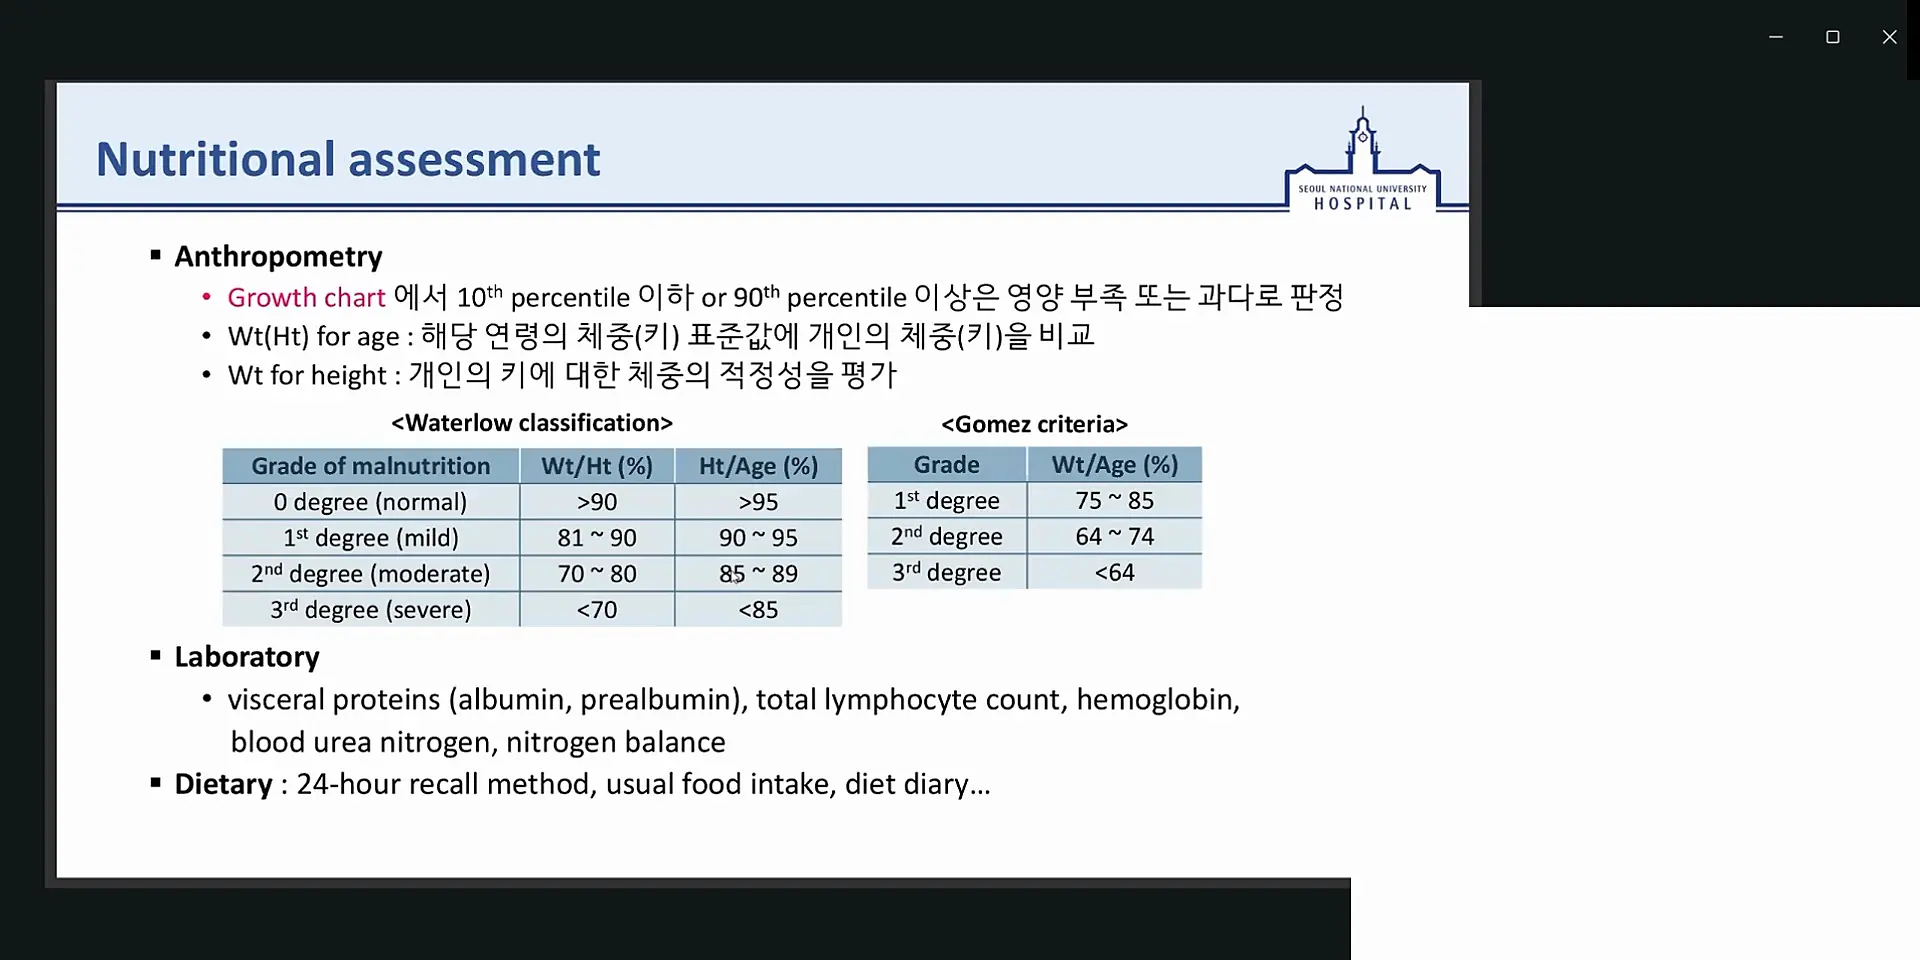 Nutritional assessment
SEOUL NATIONAL UNIVERSITY
HOSPITAL
▪ Anthropometry
• Growth chart 에서 10th percentile 이하 or 90th percentile 이상은 영양 부족 또는 과다로 판정
• Wt(Ht) for age : 해당 연령의 체중(키) 표준값에 개인의 체중(키)을 비교
• Wt for height : 개인의 키에 대한 체중의 적정성을 평가
<Waterlow classification>
Grade of malnutrition Wt/Ht (%) Ht/Age (%)
0 degree (normal) >90 >95
1st degree (mild) 81 ~ 90 90 ~ 95
2nd degree (moderate) 70 ~ 80 85 ~ 89
3rd degree (severe) <70 <85
<Gomez criteria>
Grade Wt/Age (%)
1st degree 75 ~ 85
2nd degree 64 ~ 74
3rd degree <64
▪ Laboratory
• visceral proteins (albumin, prealbumin), total lymphocyte count, hemoglobin,
blood urea nitrogen, nitrogen balance
▪ Dietary : 24-hour recall method, usual food intake, diet diary…